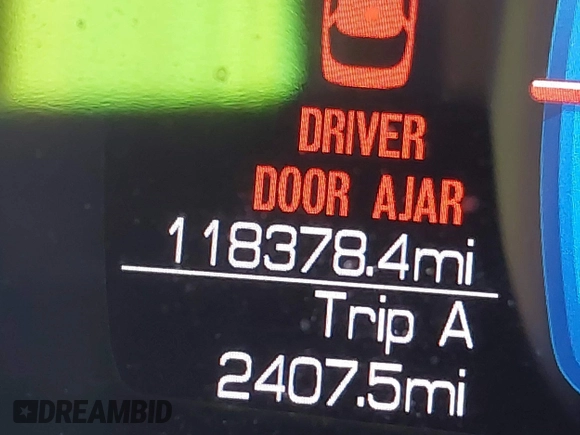 DRIVER
DOOR AJAR
118378.4mi
Trip A
2407.5mi
DREAMBID